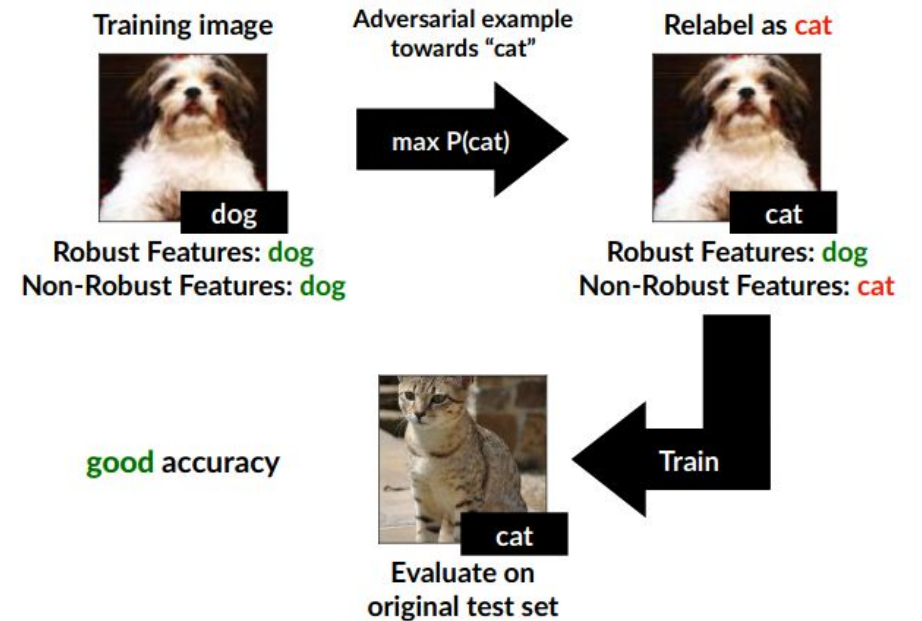 Training image
Adversarial example
towards “cat”
Relabel as cat
max P(cat)
dog
cat
Robust Features: dog
Non-Robust Features: dog
Robust Features: dog
Non-Robust Features: cat
good accuracy
Train
cat
Evaluate on
original test set